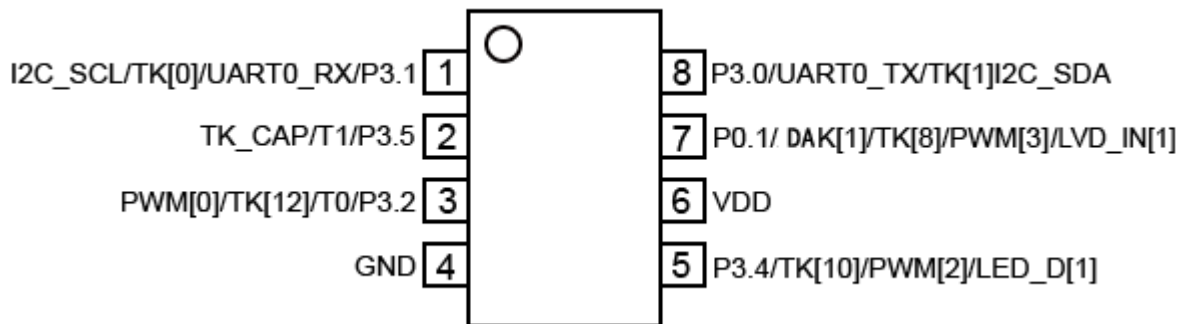 I2C_SCL/TK[0]/UART0_RX/P3.1 1
8 P3.0/UART0_TX/TK[1]I2C_SDA
TK_CAP/T1/P3.5 2
7 P0.1/ DAK[1]/TK[8]/PWM[3]/LVD_IN[1]
PWM[0]/TK[12]/T0/P3.2 3
6 VDD
GND 4
5 P3.4/TK[10]/PWM[2]/LED_D[1]